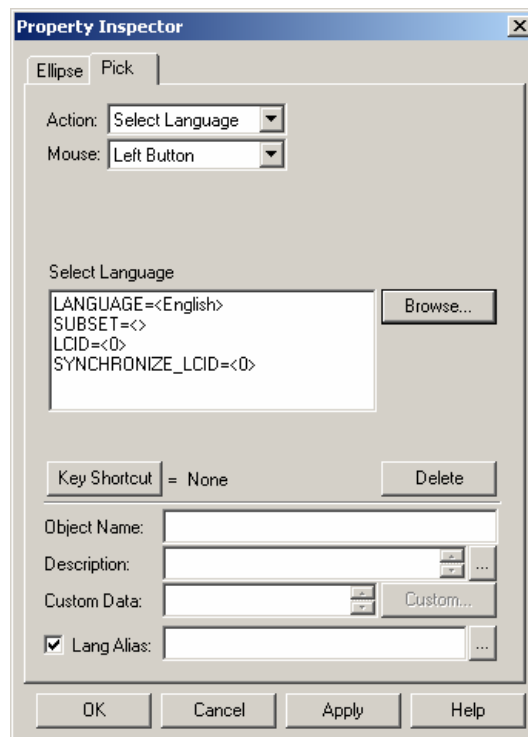 Property Inspector
Ellipse Pick
Action: Select Language
Mouse: Left Button
Select Language
LANGUAGE=<English>
SUBSET=<>
LCID=<0>
SYNCHRONIZE_LCID=<0>
Browse...
Key Shortcut = None Delete
Object Name:
Description: ...
Custom Data: Custom...
Lang Alias: ...
OK Cancel Apply Help